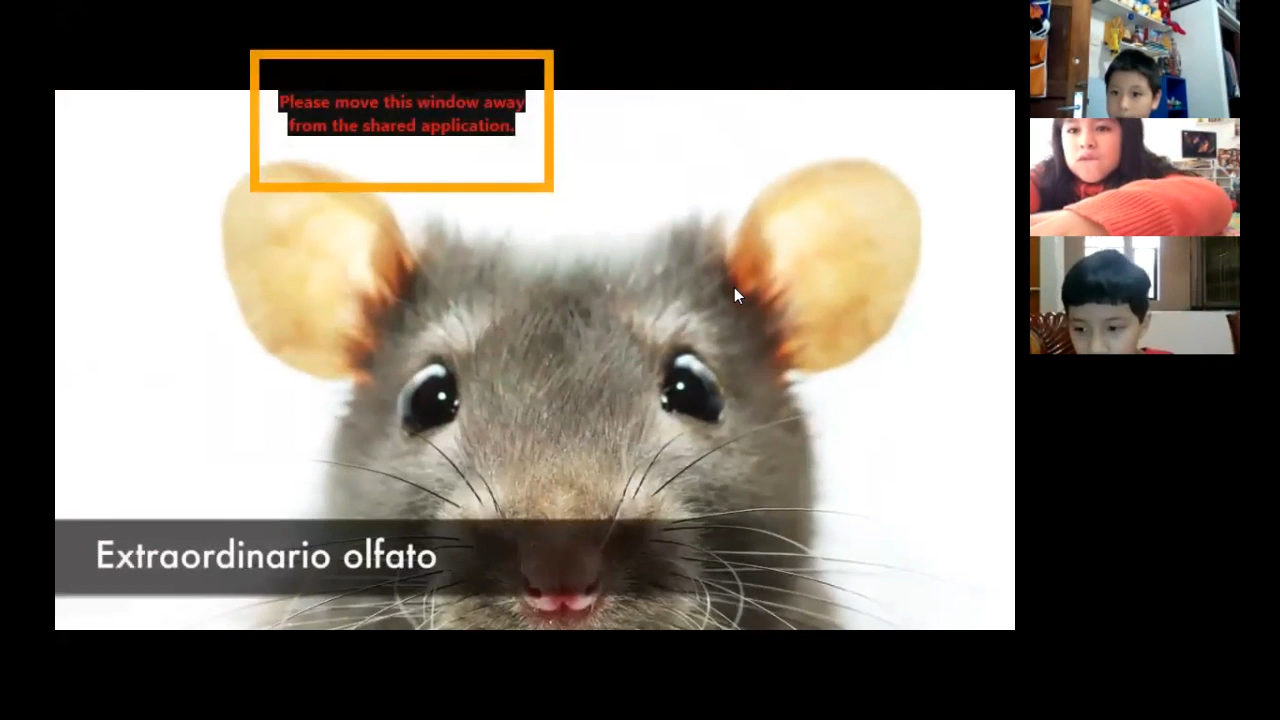 Please move this window away
from the shared application.
Extraordinario olfato